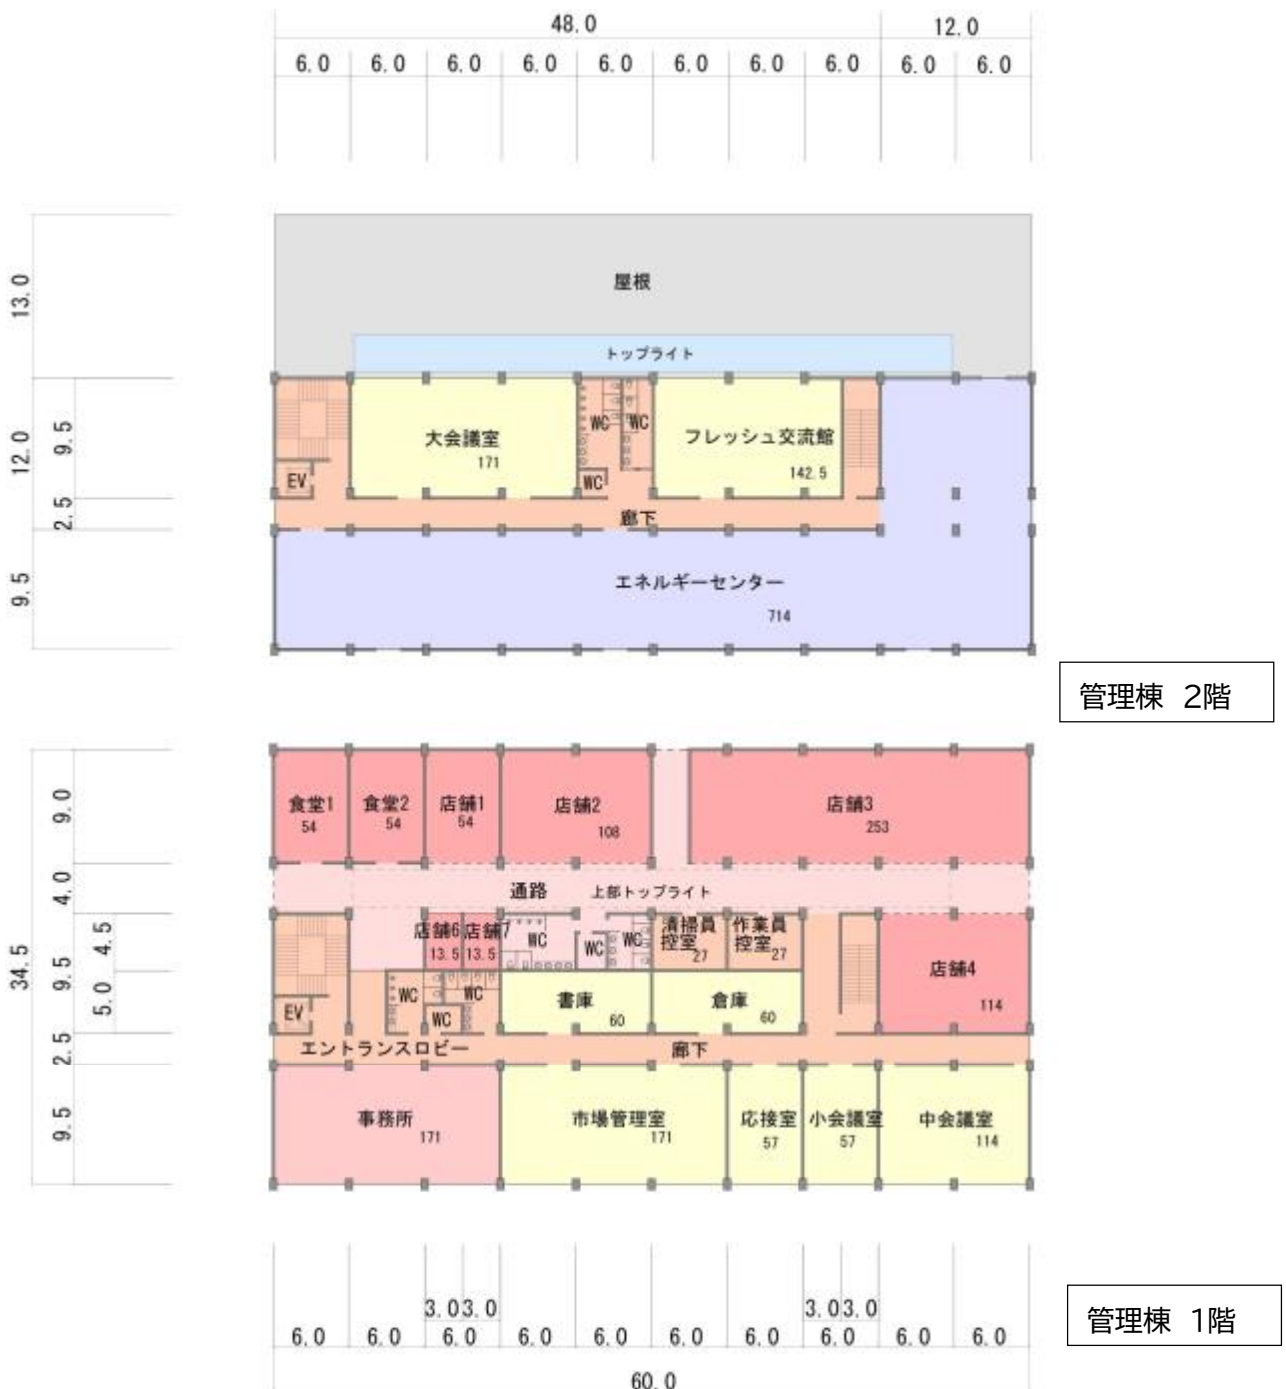 48.0 12.0
6.0 6.0 6.0 6.0 6.0 6.0 6.0 6.0 6.0 6.0
13.0
屋根
トップライト
12.0
9.5
2.5
9.5
大会議室
171
WC WC
WC
フレッシュ交流館
142.5
EV
廊下
エネルギーセンター
714
管理棟 2階
34.5
9.0
4.0
9.5
4.5
5.0
2.5
9.5
食堂1
54
食堂2
54
店舗1
54
店舗2
108
店舗3
253
通路 上部トップライト
店舗6
13.5
店舗7
13.5
WC
WC
WC
清掃員
控室
27
作業員
控室
27
店舗4
114
WC
WC
WC
書庫
60
倉庫
60
EV
エントランスロビー
廊下
事務所
171
市場管理室
171
応接室
57
小会議室
57
中会議室
114
3.0 3.0 3.0 3.0
6.0 6.0 6.0 6.0 6.0 6.0 6.0 6.0 6.0 6.0
60.0
管理棟 1階